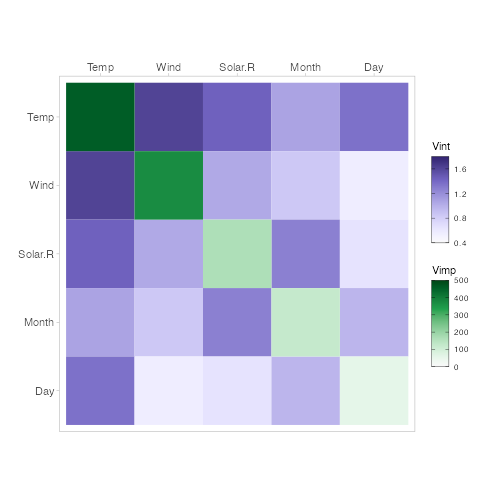 Temp Wind Solar.R Month Day
Temp
Wind
Solar.R
Month
Day
Vint
1.6
1.2
0.8
0.4
Vimp
500
400
300
200
100
0